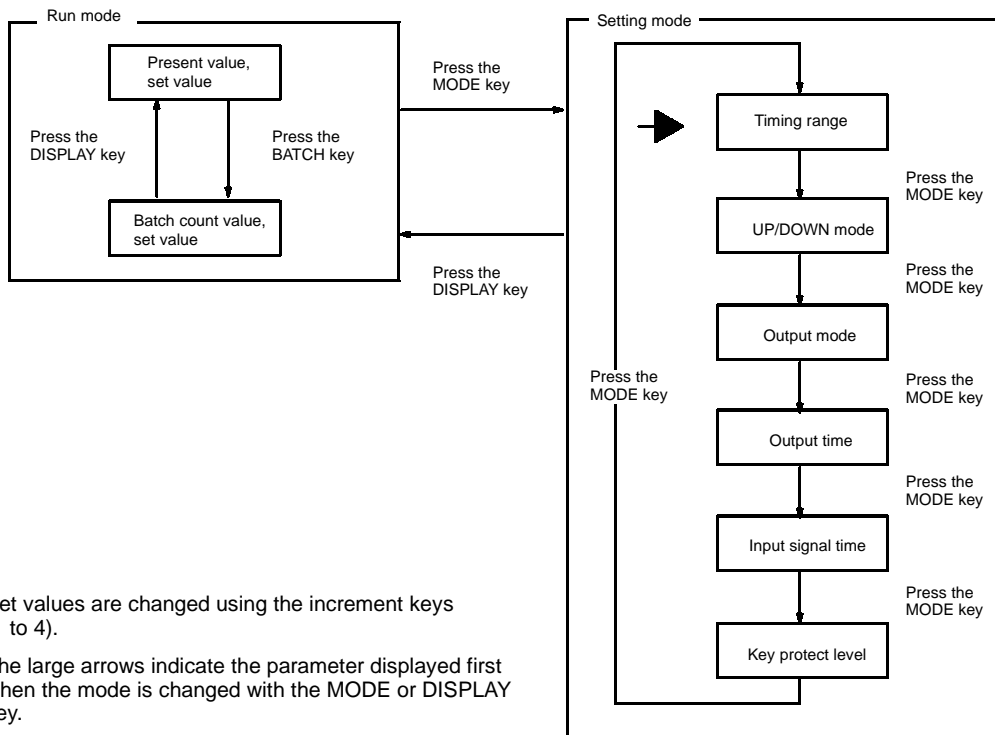 Run mode
Present value,
set value
Press the
DISPLAY key
Press the
BATCH key
Batch count value,
set value
Press the
MODE key
Press the
DISPLAY key
Setting mode
Timing range
Press the
MODE key
UP/DOWN mode
Press the
MODE key
Output mode
Press the
MODE key
Output time
Press the
MODE key
Input signal time
Press the
MODE key
Key protect level
Press the
MODE key
et values are changed using the increment keys
to 4).
he large arrows indicate the parameter displayed first
hen the mode is changed with the MODE or DISPLAY
ey.